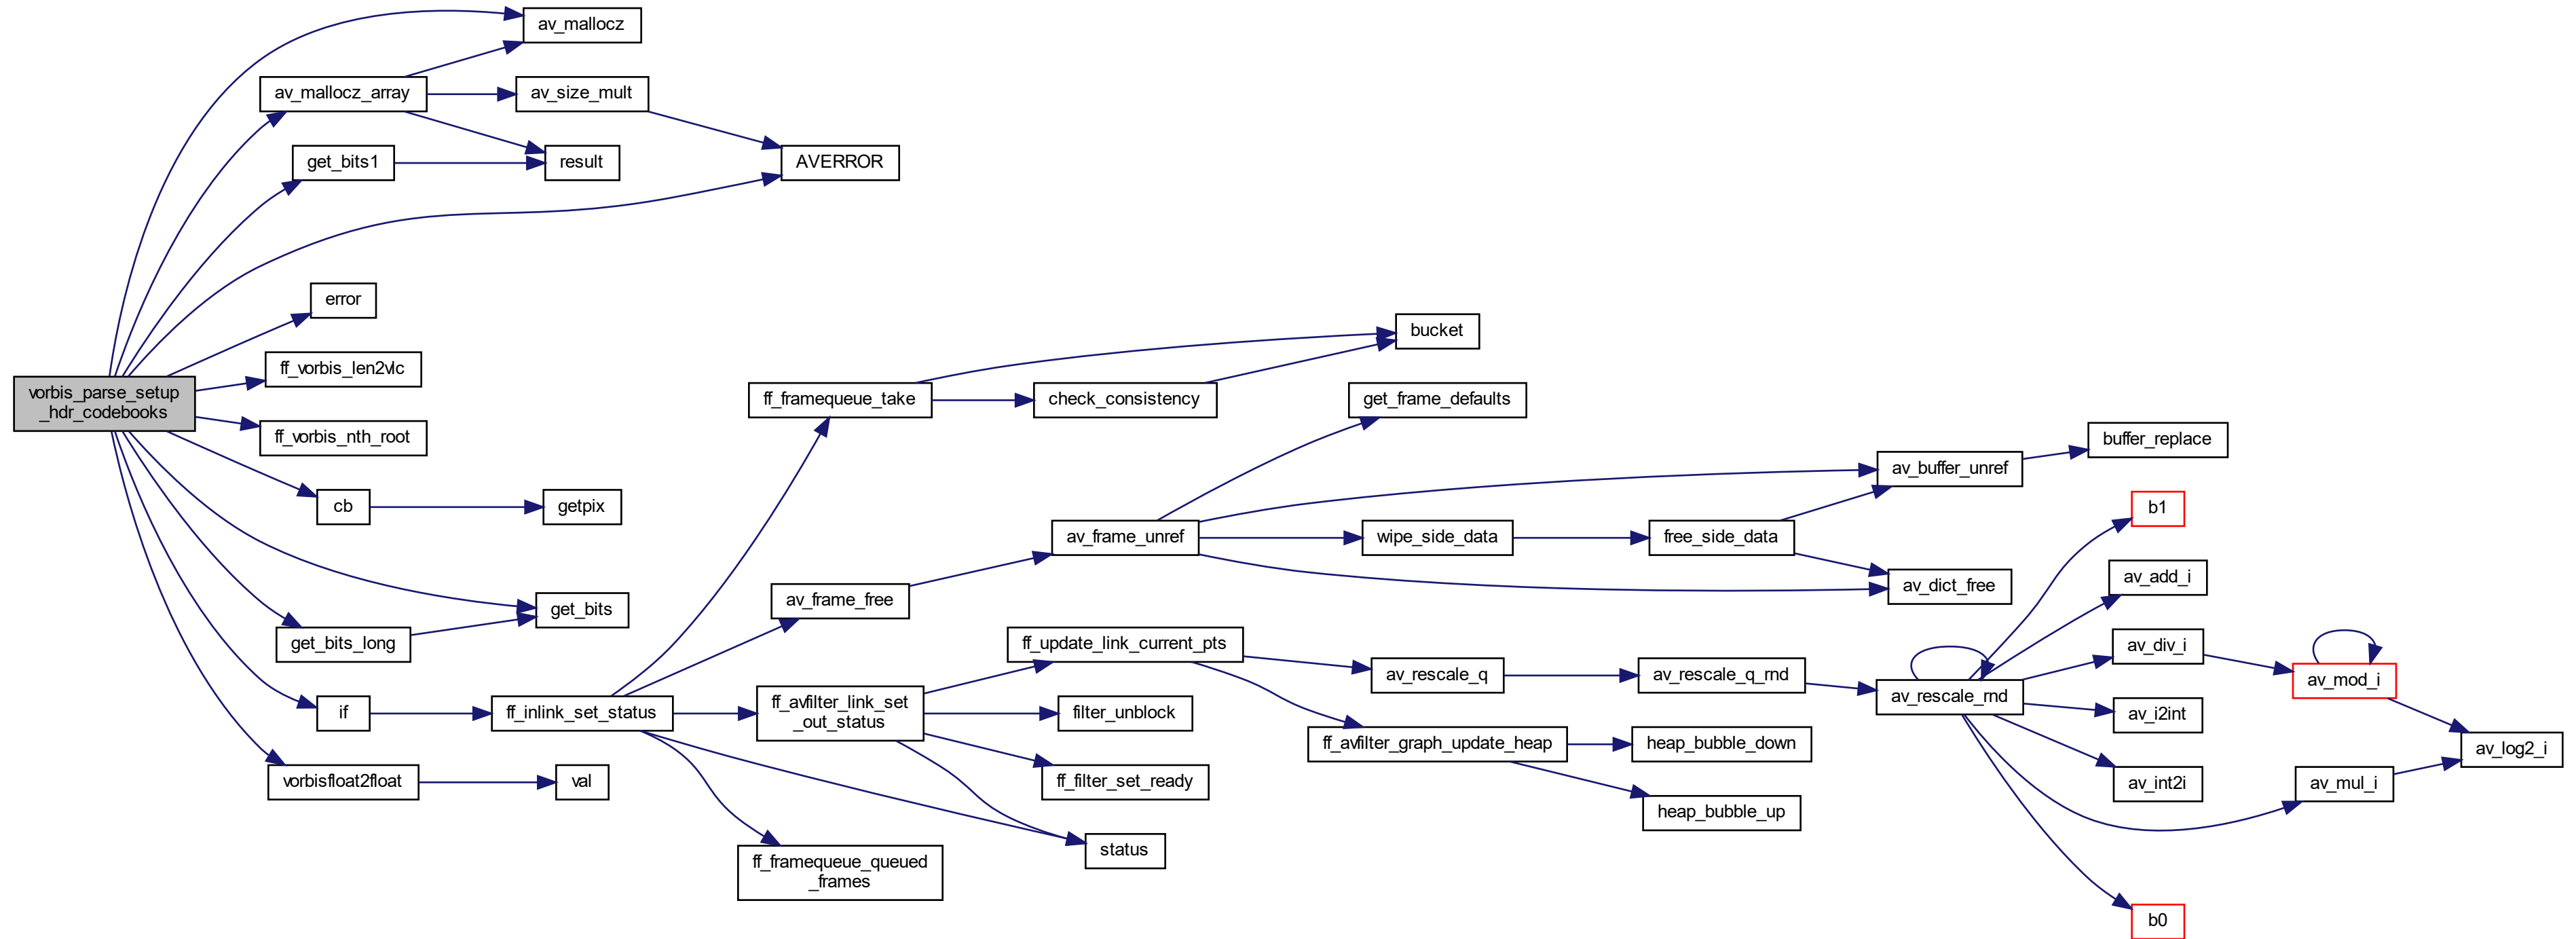 av_mallocz
av_mallocz_array
av_size_mult
get_bits1
result
AVERROR
error
ff_vorbis_len2vlc
vorbis_parse_setup
_hdr_codebooks
ff_vorbis_nth_root
cb
getpix
get_bits
get_bits_long
if
vorbisfloat2float
val
ff_inlink_set_status
ff_framequeue_take
av_frame_free
ff_avfilter_link_set
_out_status
ff_framequeue_queued
_frames
bucket
check_consistency
get_frame_defaults
av_frame_unref
wipe_side_data
free_side_data
av_buffer_unref
buffer_replace
av_dict_free
ff_update_link_current_pts
filter_unblock
ff_filter_set_ready
status
av_rescale_q
av_rescale_q_rnd
ff_avfilter_graph_update_heap
heap_bubble_down
heap_bubble_up
av_rescale_rnd
b1
av_add_i
av_div_i
av_mod_i
av_i2int
av_int2i
av_mul_i
av_log2_i
b0